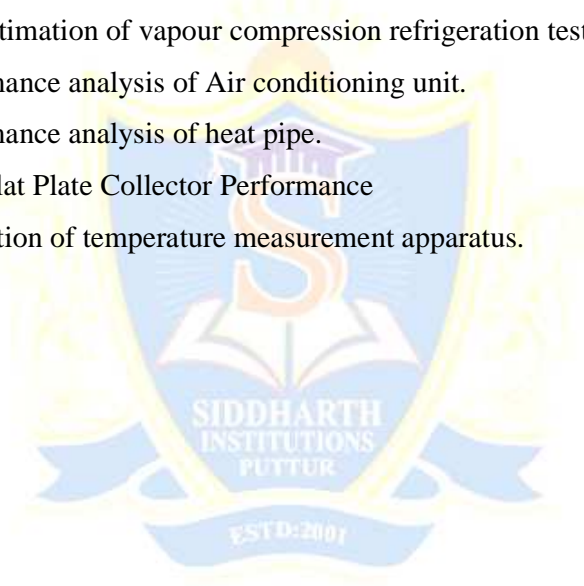 timation of vapour compression refrigeration test
nance analysis of Air conditioning unit.
nance analysis of heat pipe.
lat Plate Collector Performance
tion of temperature measurement apparatus.
S
SIDDHARTH
INSTITUTIONS
PUTTUR
ESTD:2001